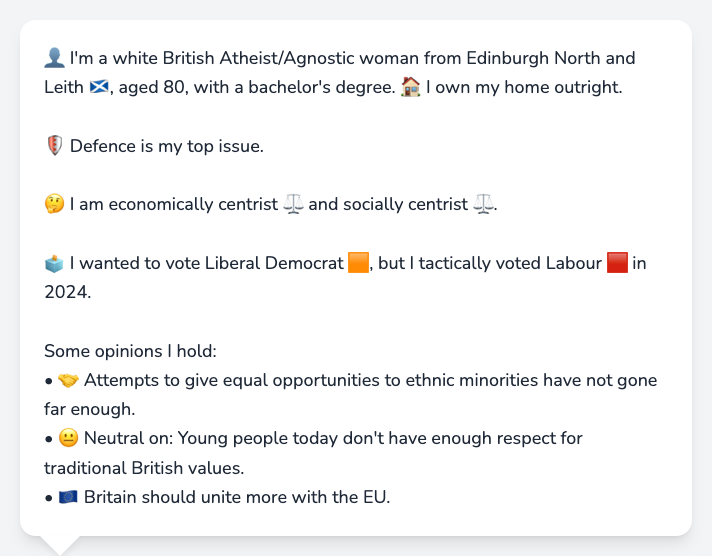 👤 I'm a white British Atheist/Agnostic woman from Edinburgh North and
Leith 🏴󠁧󠁢󠁳󠁣󠁴󠁿, aged 80, with a bachelor's degree. 🏠 I own my home outright.
🛡️ Defence is my top issue.
🤔 I am economically centrist ⚖️ and socially centrist ⚖️.
🗳️ I wanted to vote Liberal Democrat 🟧, but I tactically voted Labour 🟥 in
2024.
Some opinions I hold:
• 🤝 Attempts to give equal opportunities to ethnic minorities have not gone
far enough.
• 😐 Neutral on: Young people today don't have enough respect for
traditional British values.
• 🇪🇺 Britain should unite more with the EU.